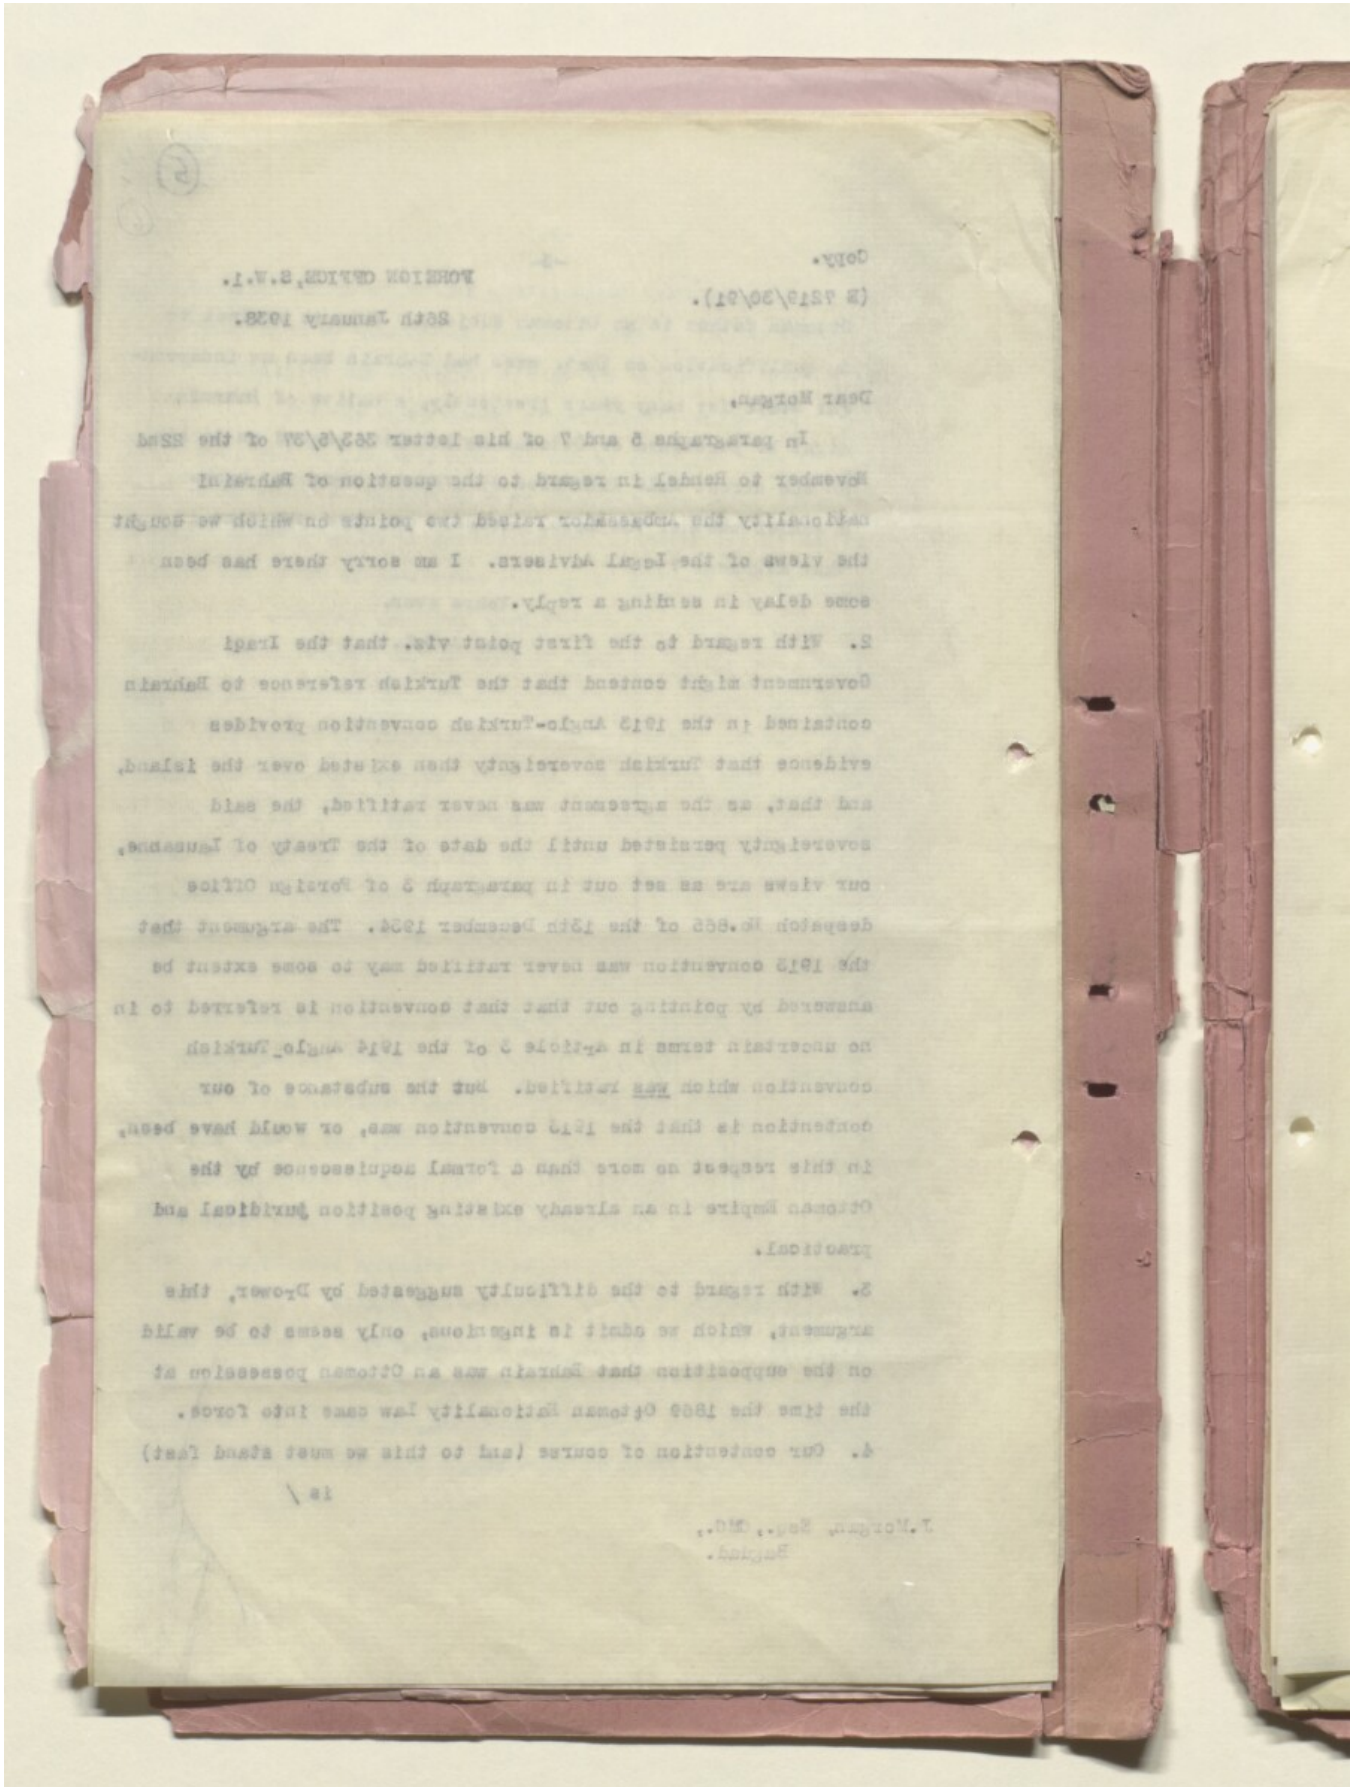 Copy.
(E 7219/30/91).
FOREIGN OFFICE, S.W.1.
26th January 1938.
Dear Morgan,
In paragraphs 6 and 7 of his letter 363/5/37 of the 22nd
November to Rendel in regard to the question of Bahraini
nationality the Ambassador raised two points on which we sought
the views of the Legal Advisers. I am sorry there has been
some delay in sending a reply.
2. With regard to the first point viz. that the Iraqi
Government might contend that the Turkish reference to Bahrain
contained in the 1913 Anglo-Turkish convention provides
evidence that Turkish sovereignty then existed over the island,
and that, as the agreement was never ratified, the said
sovereignty persisted until the date of the Treaty of Lausanne,
our views are as set out in paragraph 3 of Foreign Office
despatch No.865 of the 13th December 1934. The argument that
the 1913 convention was never ratified may to some extent be
answered by pointing out that that convention is referred to in
no uncertain terms in Article 3 of the 1914 Anglo-Turkish
convention which was ratified. But the substance of our
contention is that the 1913 convention was, or would have been,
in this respect no more than a formal acquiescence by the
Ottoman Empire in an already existing position juridical and
practical.
3. With regard to the difficulty suggested by Drower, this
argument, which we admit is ingenious, only seems to be valid
on the supposition that Bahrain was an Ottoman possession at
the time the 1869 Ottoman Nationality law came into force.
4. Our contention of course (and to this we must stand fast)
is /
J.Morgan, Esq., CMG.,
Bagdad.